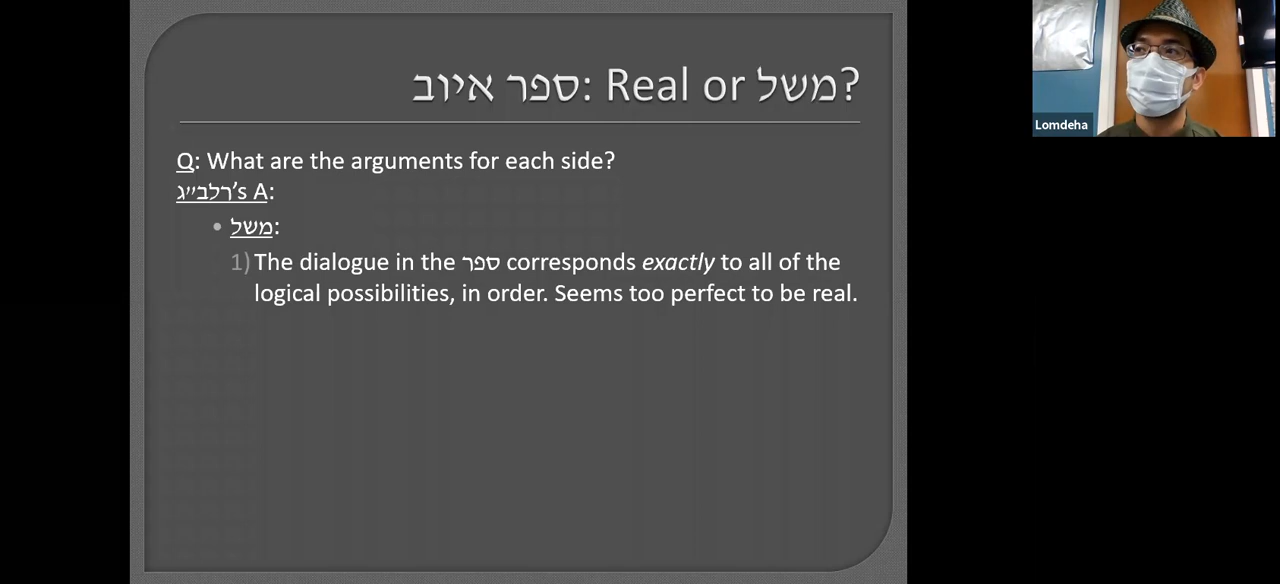 ספר איוב: Real or משל?
Q: What are the arguments for each side?
רלב״ג's A:
• משל:
1) The dialogue in the ספר corresponds exactly to all of the
logical possibilities, in order. Seems too perfect to be real.
Lomdeha